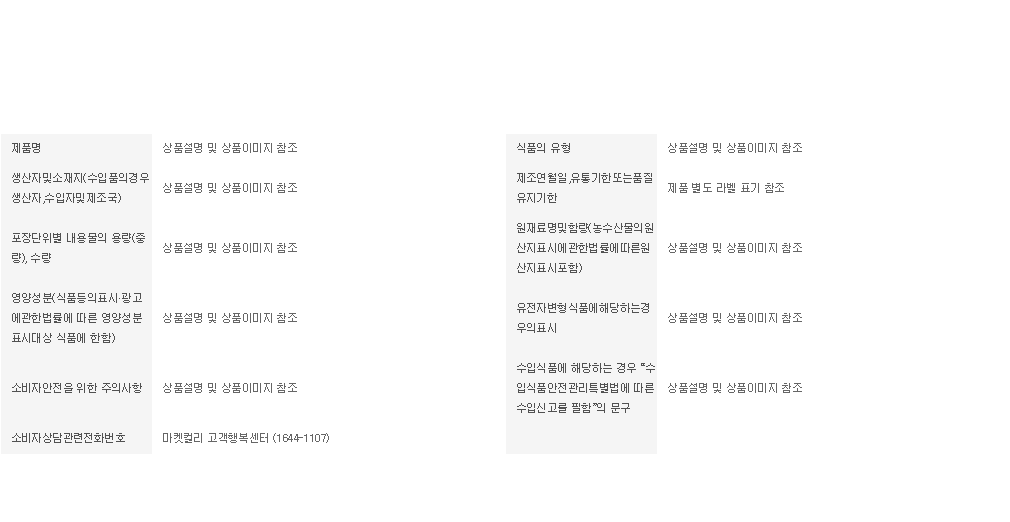 제품명
상품설명 및 상품이미지 참조
식품의 유형
상품설명 및 상품이미지 참조
생산자및소재지(수입품의경우
생산자,수입자및제조국)
상품설명 및 상품이미지 참조
제조연월일,유통기한또는품질
유지기한
제품 별도 라벨 표기 참조
포장단위별 내용물의 용량(중
량), 수량
상품설명 및 상품이미지 참조
원재료명및함량(농수산물의원
산지표시에관한법률에따른원
산지표시포함)
상품설명 및 상품이미지 참조
영양성분(식품등의표시·광고
에관한법률에 따른 영양성분
표시대상 식품에 한함)
상품설명 및 상품이미지 참조
유전자변형식품에해당하는경
우의표시
상품설명 및 상품이미지 참조
소비자안전을 위한 주의사항
상품설명 및 상품이미지 참조
수입식품에 해당하는 경우 “수
입식품안전관리특별법에 따른
수입신고를 필함”의 문구
상품설명 및 상품이미지 참조
소비자상담관련전화번호
마켓컬리 고객행복센터 (1644-1107)